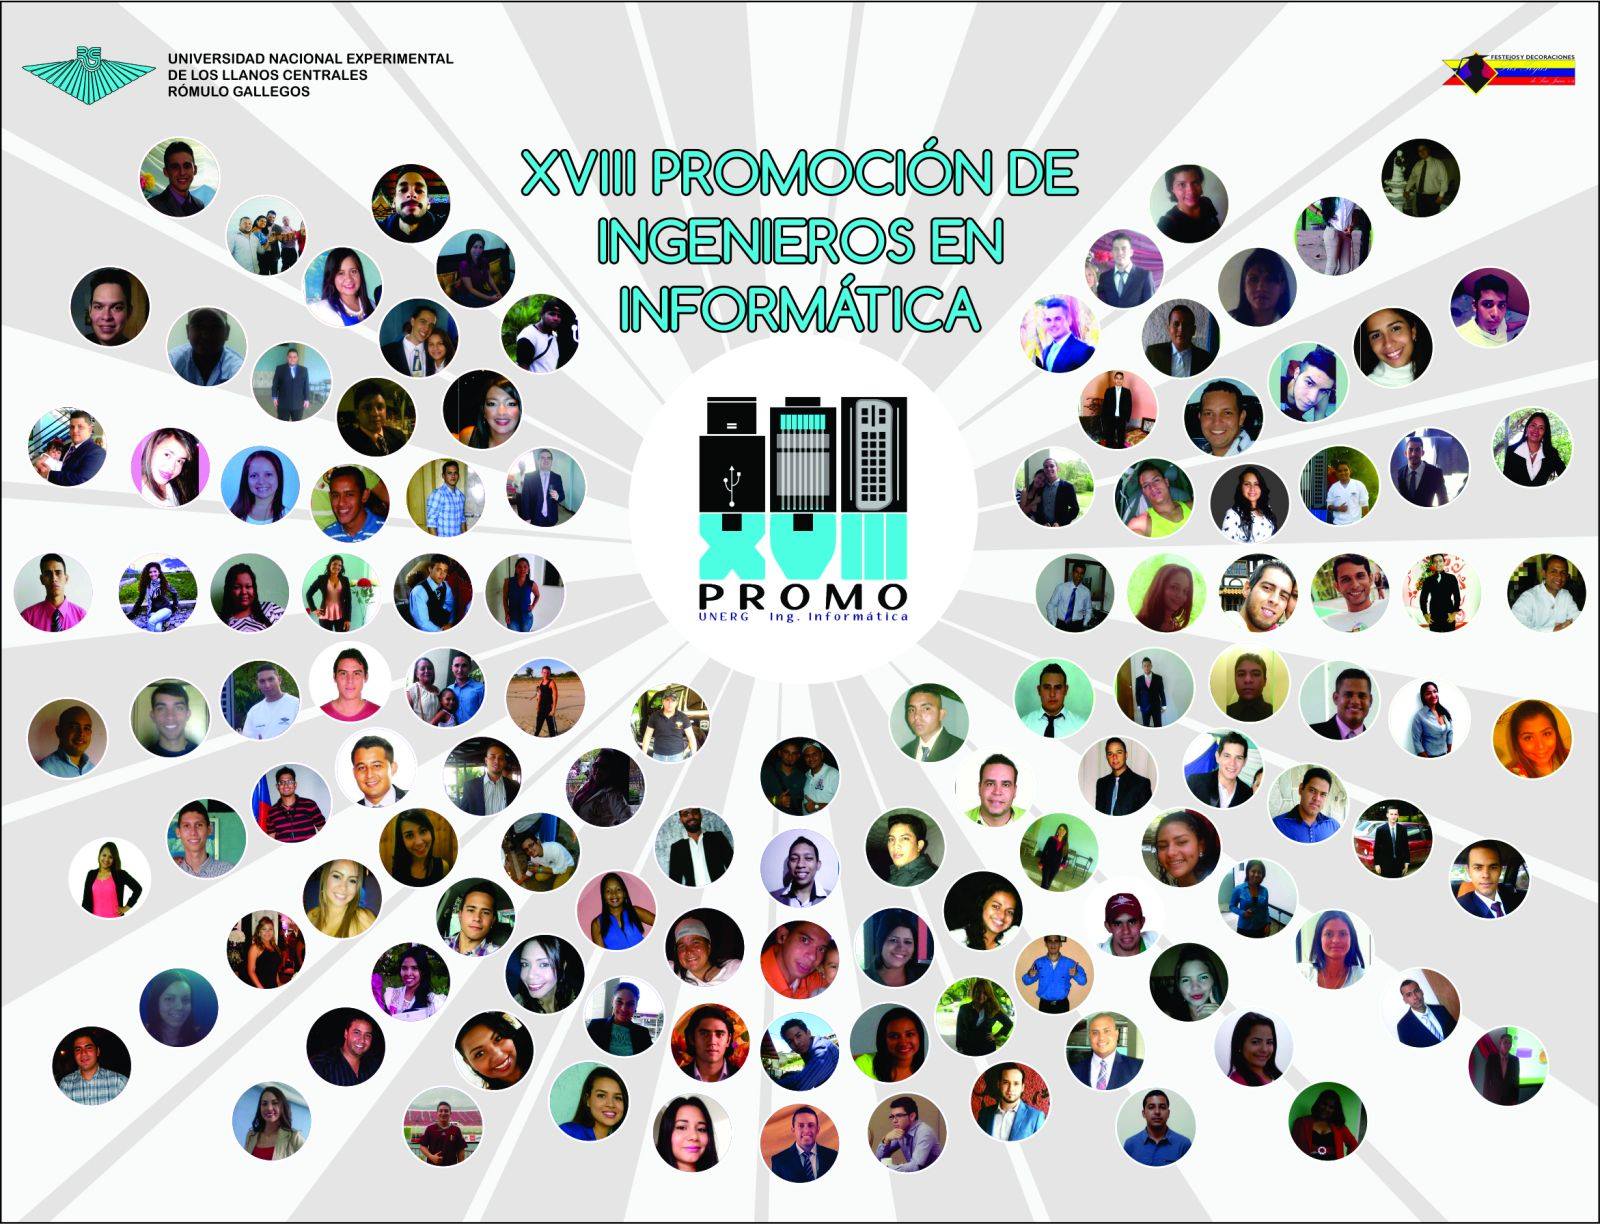 UNIVERSIDAD NACIONAL EXPERIMENTAL
DE LOS LLANOS CENTRALES
RÓMULO GALLEGOS
FESTEJOS Y DECORACIONES
XVIII PROMOCIÓN DE
INGENIEROS EN
INFORMÁTICA
XVIII
PROMO
UNERG Ing. Informática